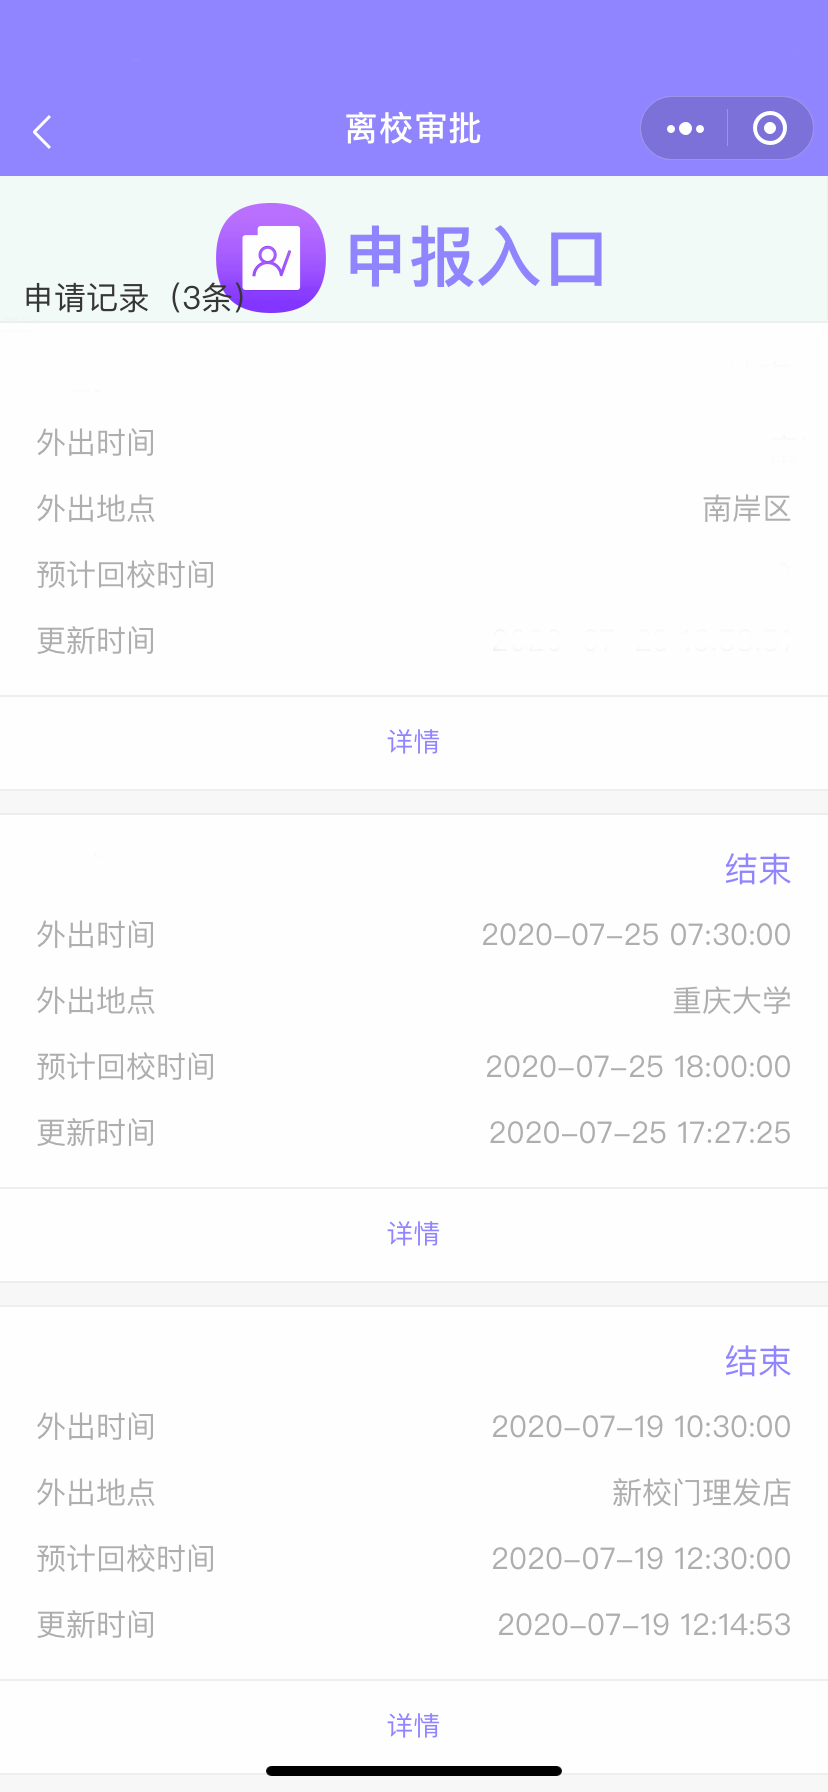 离校审批
申报入口
申请记录（3条）
外出时间
外出地点 南岸区
预计回校时间
更新时间
详情
结束
外出时间 2020-07-25 07:30:00
外出地点 重庆大学
预计回校时间 2020-07-25 18:00:00
更新时间 2020-07-25 17:27:25
详情
结束
外出时间 2020-07-19 10:30:00
外出地点 新校门理发店
预计回校时间 2020-07-19 12:30:00
更新时间 2020-07-19 12:14:53
详情